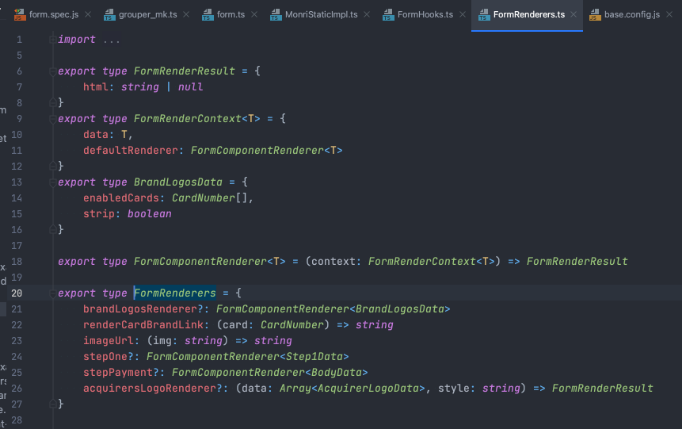 form.spec.js grouper_mk.ts form.ts MonriStaticImpl.ts FormHooks.ts FormRenderers.ts base.config.js
1 import ...
5
6 export type FormRenderResult = {
7 html: string | null
8 }
9 export type FormRenderContext<T> = {
10 data: T,
11 defaultRenderer: FormComponentRenderer<T>
12 }
13 export type BrandLogosData = {
14 enabledCards: CardNumber[],
15 strip: boolean
16 }
17
18 export type FormComponentRenderer<T> = (context: FormRenderContext<T>) => FormRenderResult
19
20 export type FormRenderers = {
21 brandLogosRenderer?: FormComponentRenderer<BrandLogosData>
22 renderCardBrandLink: (card: CardNumber) => string
23 imageUrl: (img: string) => string
24 stepOne?: FormComponentRenderer<Step1Data>
25 stepPayment?: FormComponentRenderer<BodyData>
26 acquirersLogoRenderer?: (data: Array<AcquirerLogoData>, style: string) => FormRenderResult
27 }
28